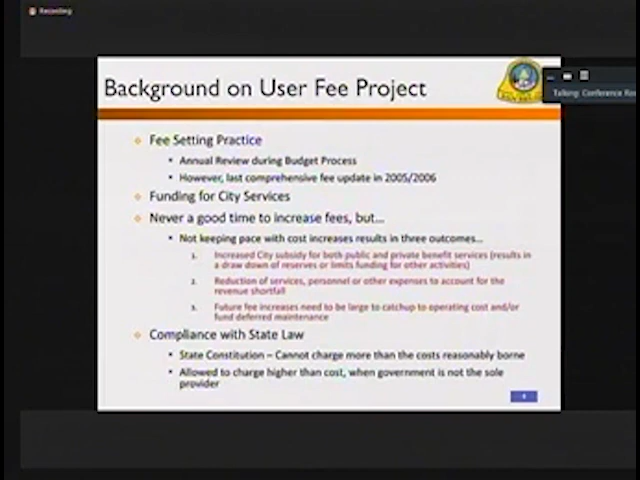 Recording
Background on User Fee Project
Talking: Conference Roo
Fee Setting Practice
Annual Review during Budget Process
However, last comprehensive fee update in 2005/2006
Funding for City Services
Never a good time to increase fees, but...
Not keeping pace with cost increases results in three outcomes...
1. Increased City subsidy for both public and private benefit services (results in
a draw down of reserves or limits funding for other activities)
2. Reduction of services, personnel or other expenses to account for the
revenue shortfall
3. Future fee increases need to be large to catchup to operating cost and/or
fund deferred maintenance
Compliance with State Law
State Constitution – Cannot charge more than the costs reasonably borne
Allowed to charge higher than cost, when government is not the sole
provider